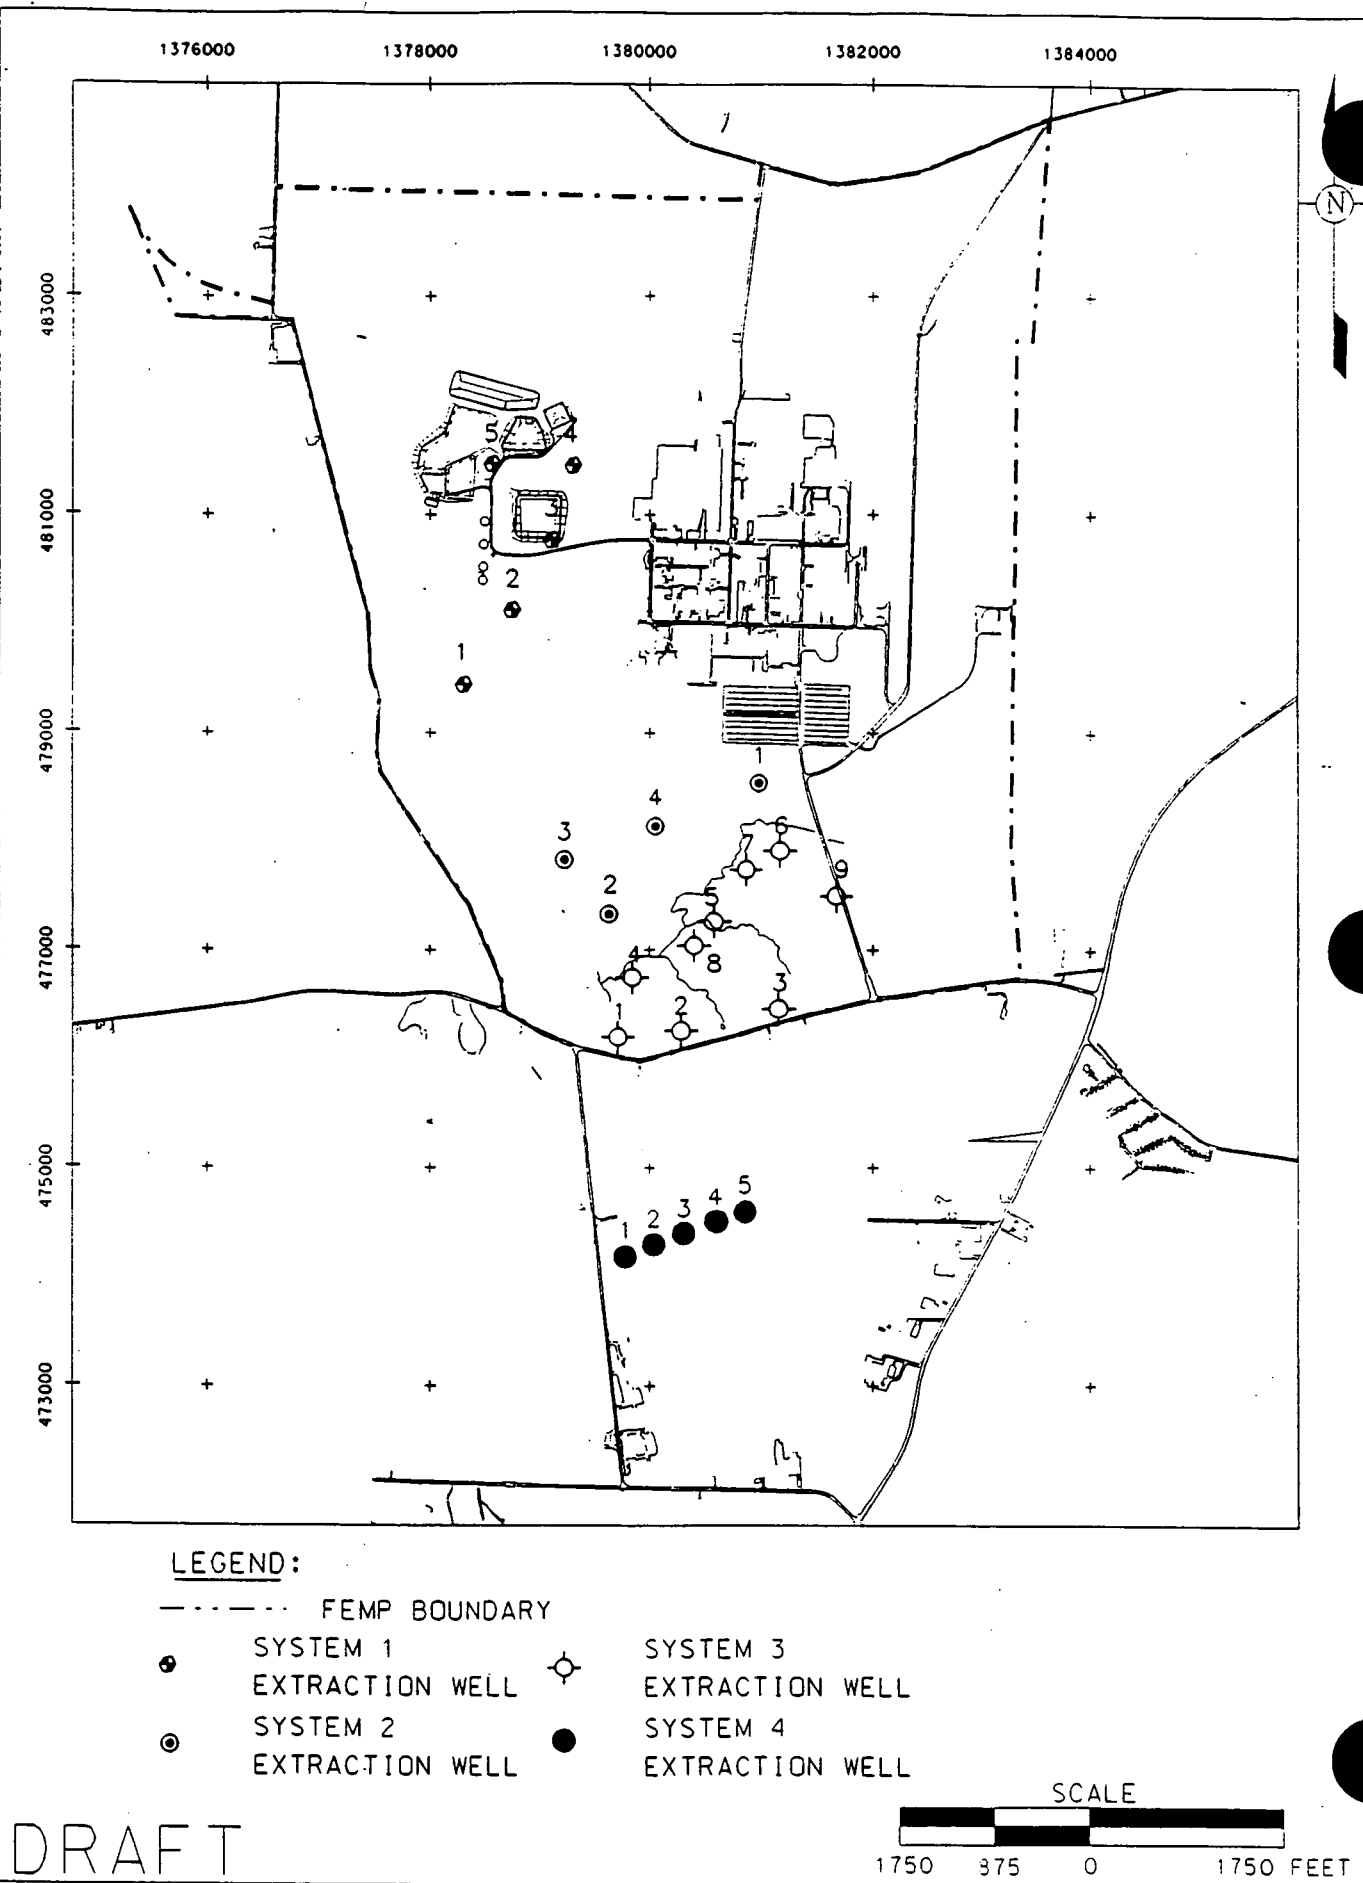 1376000 1378000 1380000 1382000 1384000
N
483000
5 4
481000
3
2
1
479000
1
4
6
3
9
2
5
477000
4 8
3
1 2
475000
5
4
3
2
1
473000
LEGEND:
FEMP BOUNDARY
SYSTEM 1 SYSTEM 3
EXTRACTION WELL EXTRACTION WELL
SYSTEM 2 SYSTEM 4
EXTRACTION WELL EXTRACTION WELL
SCALE
DRAFT
1750 875 0 1750 FEET